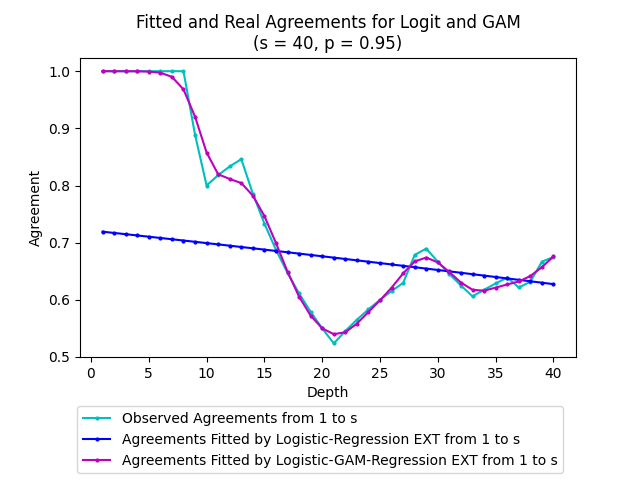 Fitted and Real Agreements for Logit and GAM
(s = 40, p = 0.95)
1.0
0.9
0.8
0.7
0.6
0.5
Agreement
0 5 10 15 20 25 30 35 40
Depth
Observed Agreements from 1 to s
Agreements Fitted by Logistic-Regression EXT from 1 to s
Agreements Fitted by Logistic-GAM-Regression EXT from 1 to s